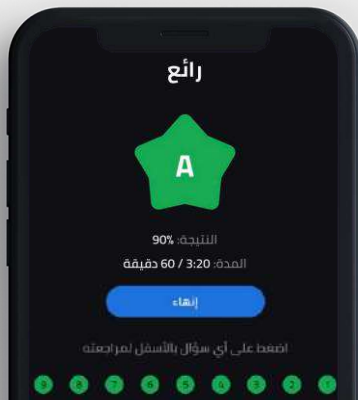 رائع
A
النتيجة: 90%
المدة: 3:20 / 60 دقيقة
إنهاء
اضغط على أي سؤال بالأسفل لمراجعته
1 2 3 4 5 6 7 8 9